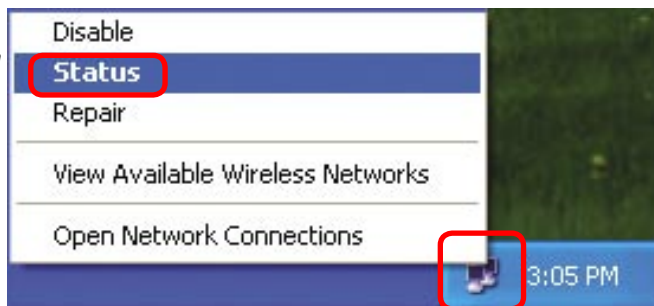 Disable
Status
Repair
View Available Wireless Networks
Open Network Connections
3:05 PM